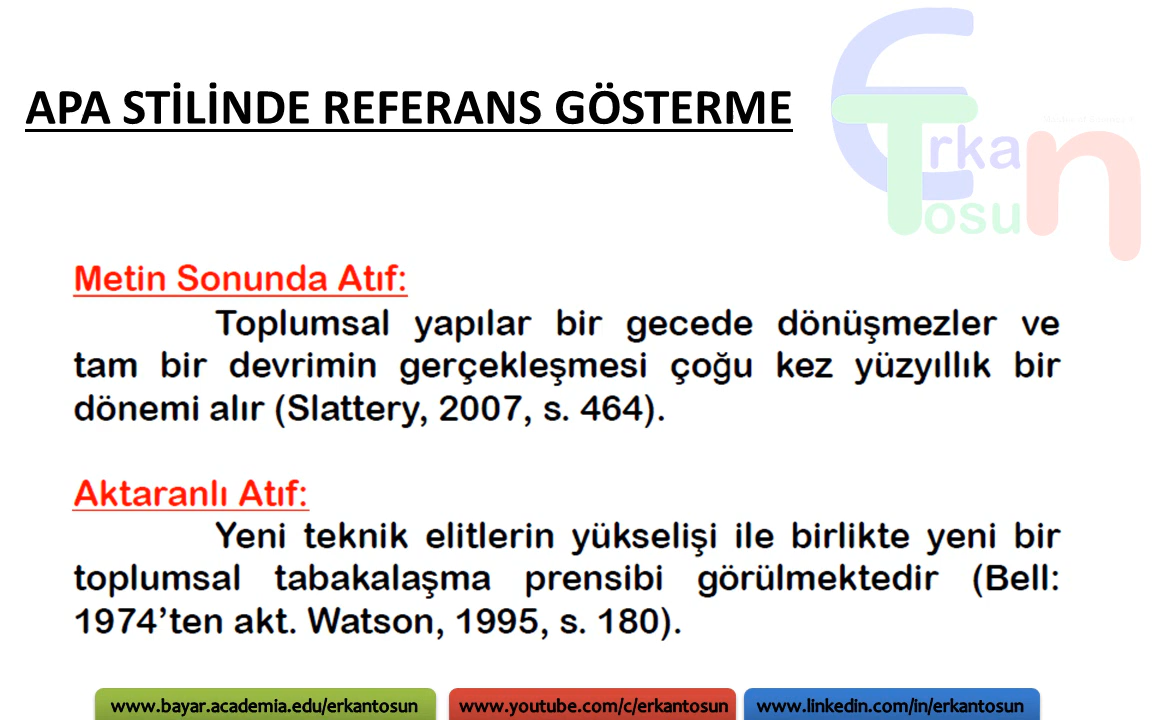 APA STİLİNDE REFERANS GÖSTERME
Erkan
Tosun
Metin Sonunda Atıf:
Toplumsal yapılar bir gecede dönüşmezler ve
tam bir devrimin gerçekleşmesi çoğu kez yüzyıllık bir
dönemi alır (Slattery, 2007, s. 464).
Aktaranlı Atıf:
Yeni teknik elitlerin yükselişi ile birlikte yeni bir
toplumsal tabakalaşma prensibi görülmektedir (Bell:
1974’ten akt. Watson, 1995, s. 180).
www.bayar.academia.edu/erkantosun
www.youtube.com/c/erkantosun
www.linkedin.com/in/erkantosun